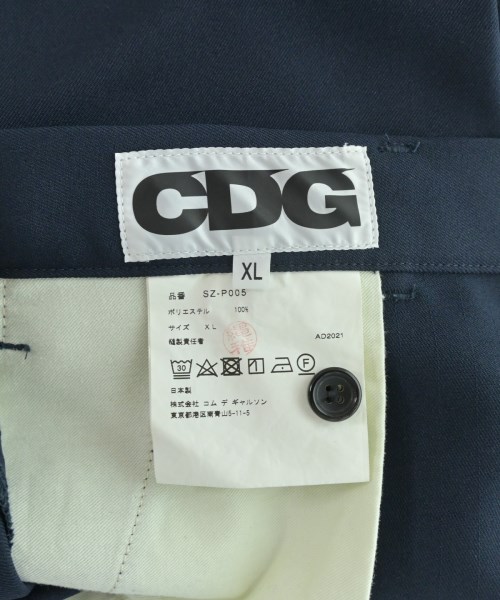 CDG
XL
品番 SZ-P005
ポリエステル 100%
サイズ XL
縫製責任者 AD2021
30 F
日本製
株式会社 コム デ ギャルソン
東京都港区南青山5-11-5